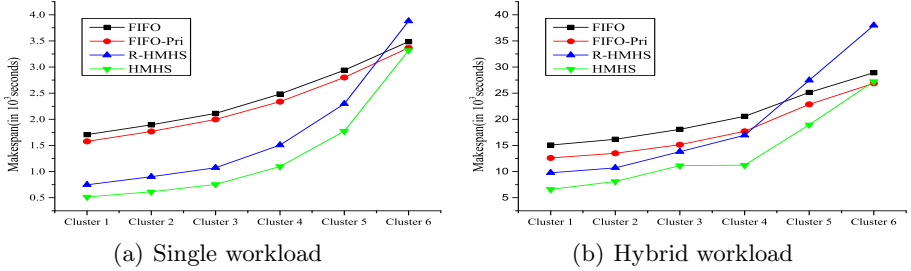 4.0
3.5
3.0
2.5
2.0
1.5
1.0
0.5
Makespan(in 10³seconds)
FIFO
FIFO-Pri
R-HMHS
HMHS
Cluster 1 Cluster 2 Cluster 3 Cluster 4 Cluster 5 Cluster 6
(a) Single workload
40
35
30
25
20
15
10
5
Makespan(in 10³seconds)
FIFO
FIFO-Pri
R-HMHS
HMHS
Cluster 1 Cluster 2 Cluster 3 Cluster 4 Cluster 5 Cluster 6
(b) Hybrid workload